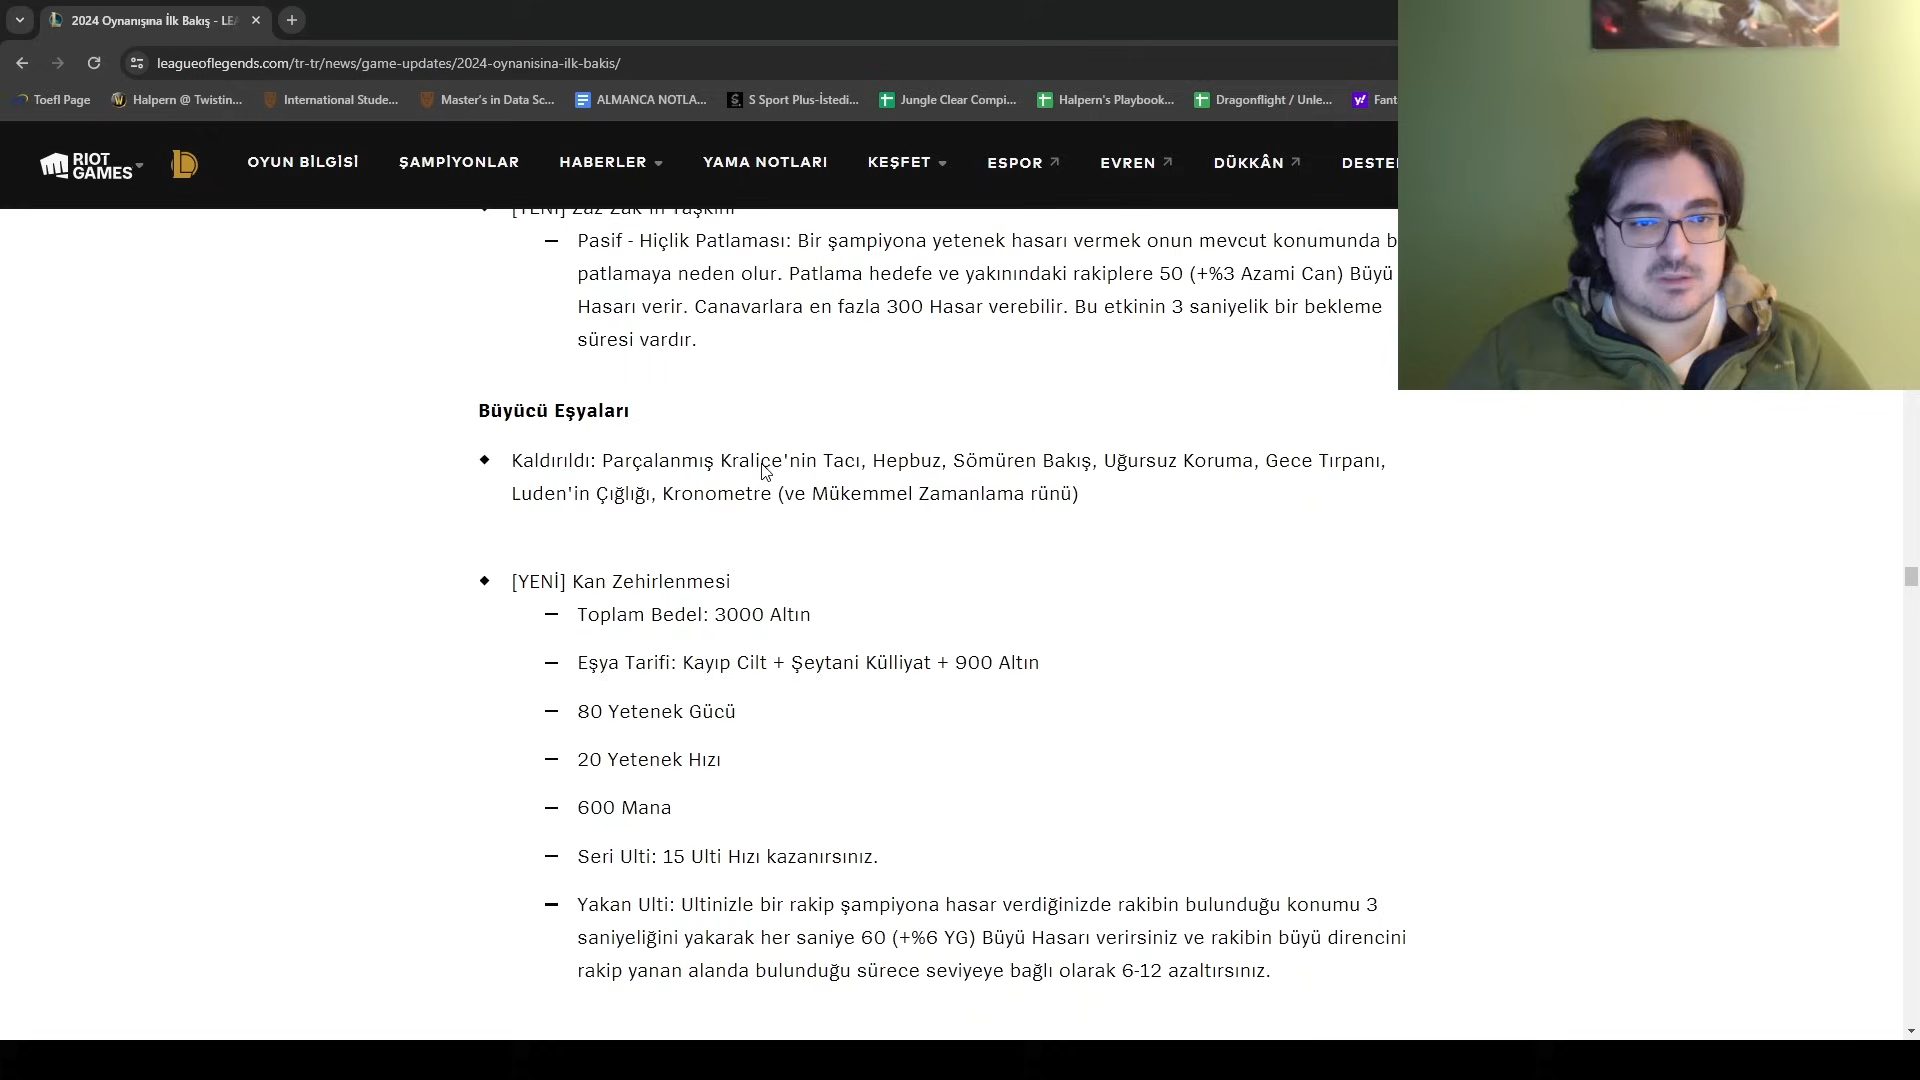 2024 Oynanışına İlk Bakış - LEA
leagueoflegends.com/tr-tr/news/game-updates/2024-oynanisina-ilk-bakis/
Toefl Page
Halpern @ Twistin...
International Stude...
Master's in Data Sc...
ALMANCA NOTLA...
S Sport Plus-İstedi...
Jungle Clear Compi...
Halpern's Playbook...
Dragonflight / Unle...
Fant
RIOT GAMES
OYUN BİLGİSİ
ŞAMPİYONLAR
HABERLER
YAMA NOTLARI
KEŞFET
ESPOR
EVREN
DÜKKÂN
DESTE
[YENİ] Zaz'Zak'ın Taşkını
Pasif - Hiçlik Patlaması: Bir şampiyona yetenek hasarı vermek onun mevcut konumunda b
patlamaya neden olur. Patlama hedefe ve yakınındaki rakiplere 50 (+%3 Azami Can) Büyü
Hasarı verir. Canavarlara en fazla 300 Hasar verebilir. Bu etkinin 3 saniyelik bir bekleme
süresi vardır.
Büyücü Eşyaları
Kaldırıldı: Parçalanmış Kraliçe'nin Tacı, Hepbuz, Sömüren Bakış, Uğursuz Koruma, Gece Tırpanı,
Luden'in Çığlığı, Kronometre (ve Mükemmel Zamanlama rünü)
[YENİ] Kan Zehirlenmesi
Toplam Bedel: 3000 Altın
Eşya Tarifi: Kayıp Cilt + Şeytani Külliyat + 900 Altın
80 Yetenek Gücü
20 Yetenek Hızı
600 Mana
Seri Ulti: 15 Ulti Hızı kazanırsınız.
Yakan Ulti: Ultinizle bir rakip şampiyona hasar verdiğinizde rakibin bulunduğu konumu 3
saniyeliğini yakarak her saniye 60 (+%6 YG) Büyü Hasarı verirsiniz ve rakibin büyü direncini
rakip yanan alanda bulunduğu sürece seviyeye bağlı olarak 6-12 azaltırsınız.